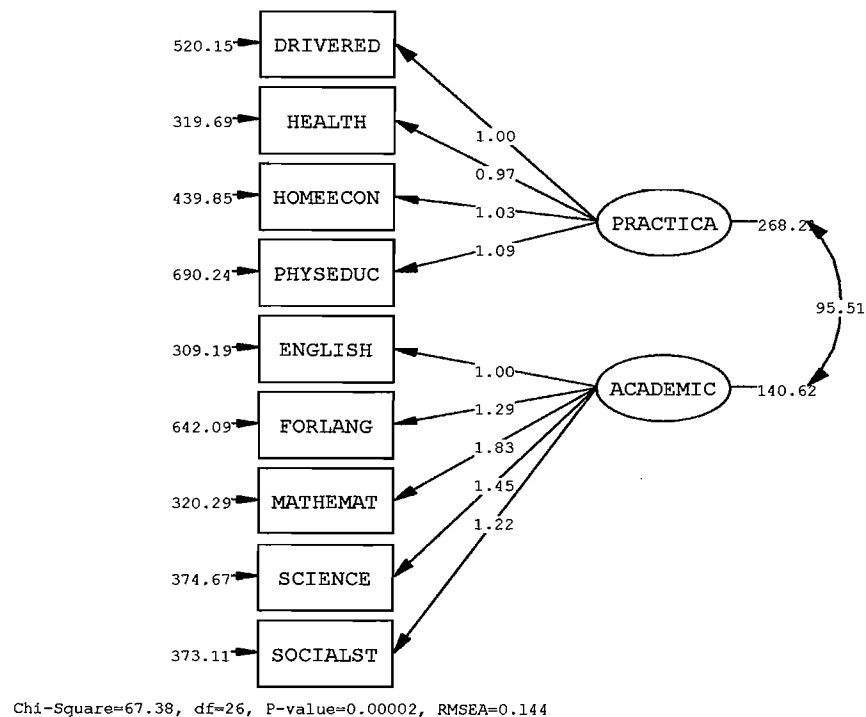 520.15 DRIVERED
319.69 HEALTH
1.00
0.97
439.85 HOMEECON
1.03
PRACTICA
690.24 PHYSEDUC
1.09
95.51
309.19 ENGLISH
1.00
ACADEMIC 140.62
642.09 FORLANG
1.29
1.83
320.29 MATHEMAT
1.45
1.22
374.67 SCIENCE
373.11 SOCIALST
Chi-Square=67.38, df=26, P-value=0.00002, RMSEA=0.144